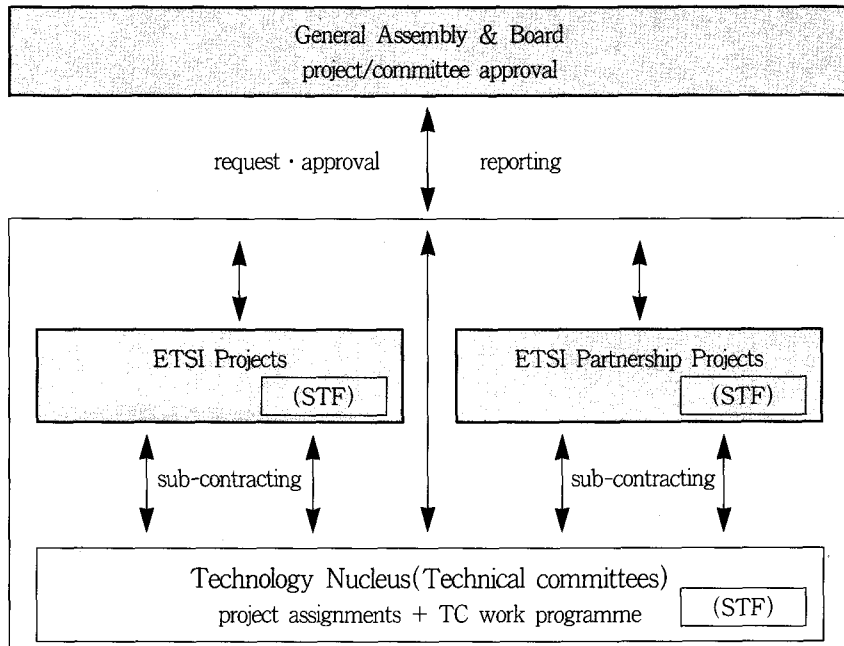 General Assembly & Board
project/committee approval
request · approval
reporting
ETSI Projects
(STF)
ETSI Partnership Projects
(STF)
sub-contracting
sub-contracting
Technology Nucleus(Technical committees)
project assignments + TC work programme
(STF)